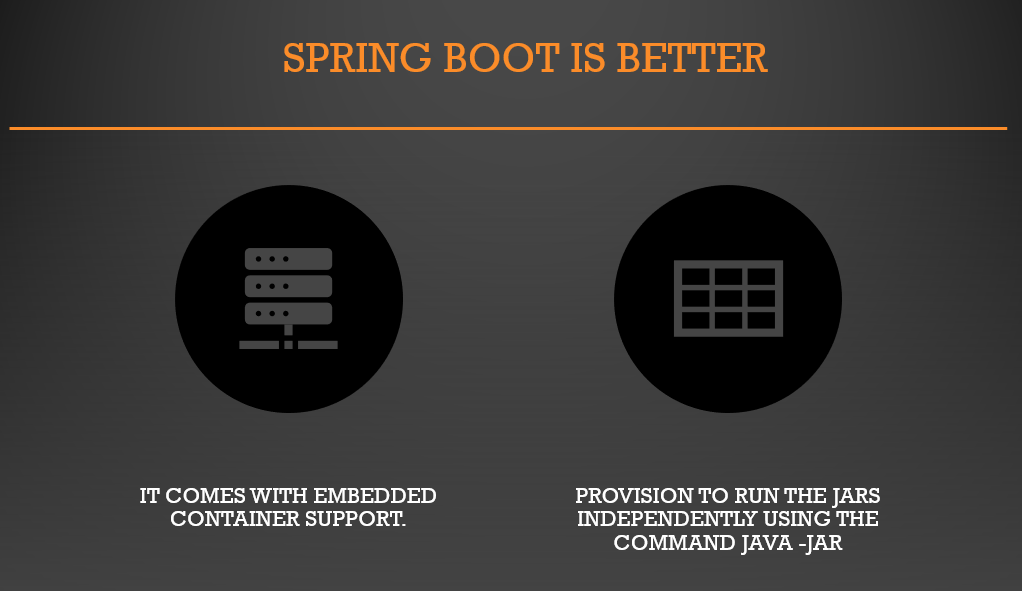 SPRING BOOT IS BETTER
IT COMES WITH EMBEDDED
CONTAINER SUPPORT.
PROVISION TO RUN THE JARS
INDEPENDENTLY USING THE
COMMAND JAVA -JAR